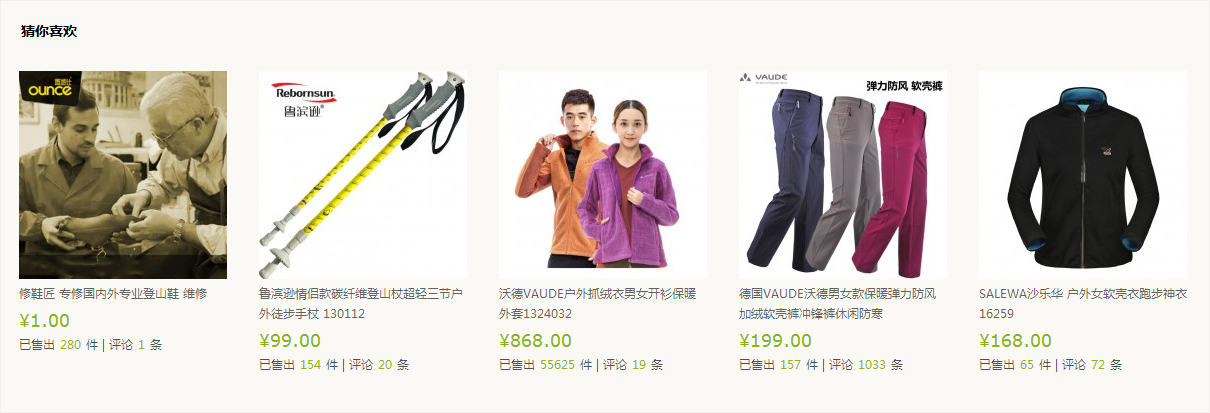 猜你喜欢
圆迹仕
ounce
修鞋匠 专修国内外专业登山鞋 维修
¥1.00
已售出 280 件 | 评论 1 条
Rebornsun
鲁滨逊®
鲁滨逊情侣款碳纤维登山杖超轻三节户
外徒步手杖 130112
¥99.00
已售出 154 件 | 评论 20 条
沃德VAUDE户外抓绒衣男女开衫保暖
外套1324032
¥868.00
已售出 55625 件 | 评论 19 条
VAUDE
弹力防风 软壳裤
德国VAUDE沃德男女款保暖弹力防风
加绒软壳裤冲锋裤休闲防寒
¥199.00
已售出 157 件 | 评论 1033 条
SALEWA沙乐华 户外女软壳衣跑步神衣
16259
¥168.00
已售出 65 件 | 评论 72 条